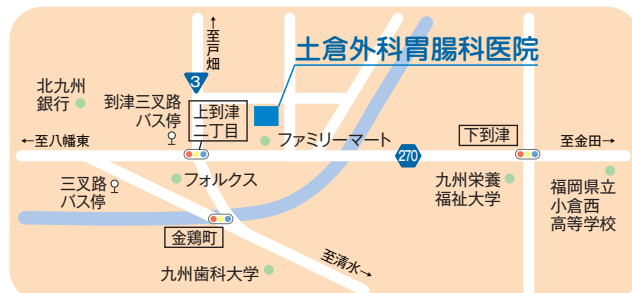 ↑至戸畑
土倉外科胃腸科医院
3
北九州
銀行
到津三叉路
バス停
上到津
二丁目
ファミリーマート
下到津
←至八幡東
270
至金田→
三叉路
バス停
フォルクス
九州栄養
福祉大学
福岡県立
小倉西
高等学校
金鶏町
至清水→
九州歯科大学